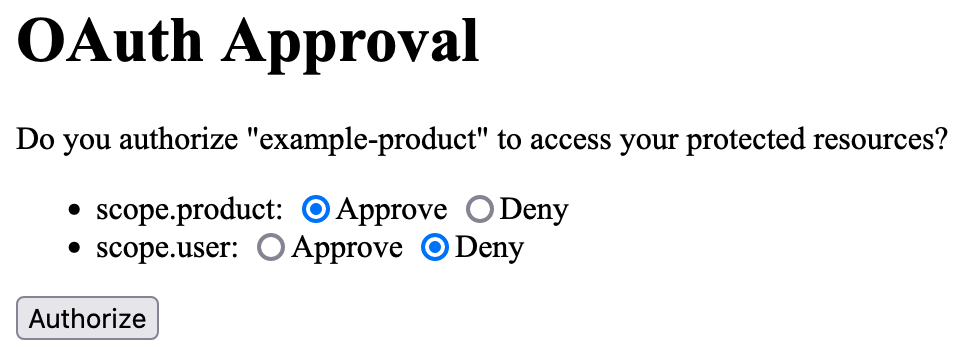 OAuth Approval
Do you authorize "example-product" to access your protected resources?
scope.product: Approve Deny
scope.user: Approve Deny
Authorize